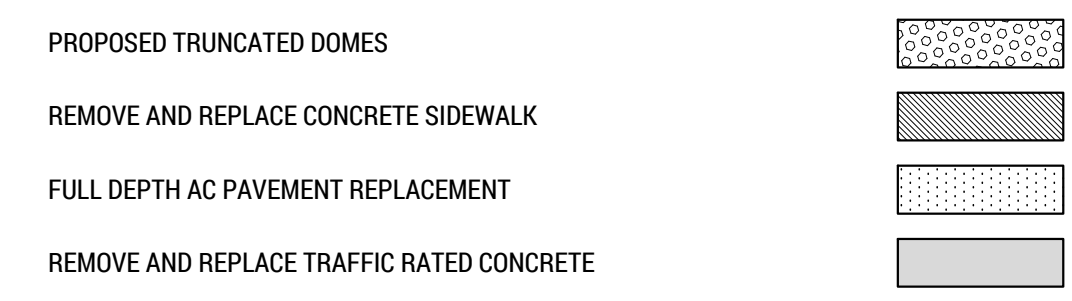 PROPOSED TRUNCATED DOMES
REMOVE AND REPLACE CONCRETE SIDEWALK
FULL DEPTH AC PAVEMENT REPLACEMENT
REMOVE AND REPLACE TRAFFIC RATED CONCRETE